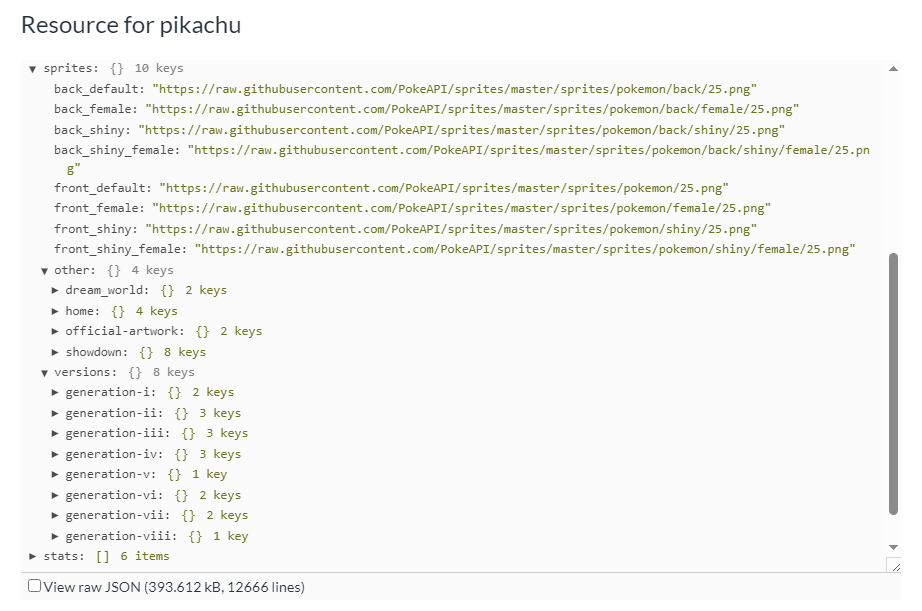 Resource for pikachu
▼ sprites: {} 10 keys
back_default: "https://raw.githubusercontent.com/PokeAPI/sprites/master/sprites/pokemon/back/25.png"
back_female: "https://raw.githubusercontent.com/PokeAPI/sprites/master/sprites/pokemon/back/female/25.png"
back_shiny: "https://raw.githubusercontent.com/PokeAPI/sprites/master/sprites/pokemon/back/shiny/25.png"
back_shiny_female: "https://raw.githubusercontent.com/PokeAPI/sprites/master/sprites/pokemon/back/shiny/female/25.pn
g"
front_default: "https://raw.githubusercontent.com/PokeAPI/sprites/master/sprites/pokemon/25.png"
front_female: "https://raw.githubusercontent.com/PokeAPI/sprites/master/sprites/pokemon/female/25.png"
front_shiny: "https://raw.githubusercontent.com/PokeAPI/sprites/master/sprites/pokemon/shiny/25.png"
front_shiny_female: "https://raw.githubusercontent.com/PokeAPI/sprites/master/sprites/pokemon/shiny/female/25.png"
▼ other: {} 4 keys
▶ dream_world: {} 2 keys
▶ home: {} 4 keys
▶ official-artwork: {} 2 keys
▶ showdown: {} 8 keys
▼ versions: {} 8 keys
▶ generation-i: {} 2 keys
▶ generation-ii: {} 3 keys
▶ generation-iii: {} 3 keys
▶ generation-iv: {} 3 keys
▶ generation-v: {} 1 key
▶ generation-vi: {} 2 keys
▶ generation-vii: {} 2 keys
▶ generation-viii: {} 1 key
▶ stats: [] 6 items
View raw JSON (393.612 kB, 12666 lines)